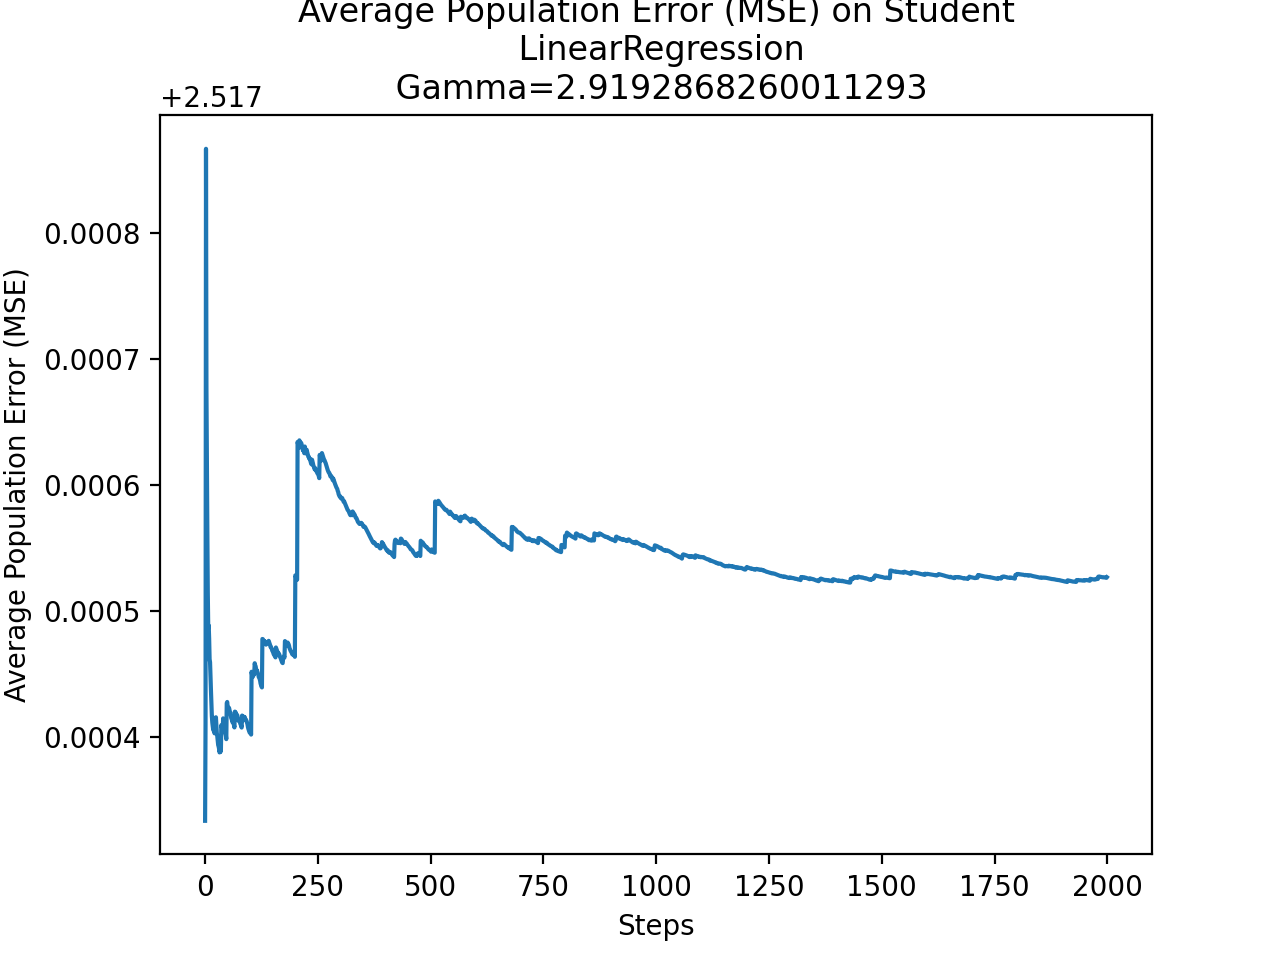 Average Population Error (MSE) on Student
LinearRegression
Gamma=2.9192868260011293
+2.517
0.0008
0.0007
0.0006
0.0005
0.0004
Average Population Error (MSE)
0 250 500 750 1000 1250 1500 1750 2000
Steps